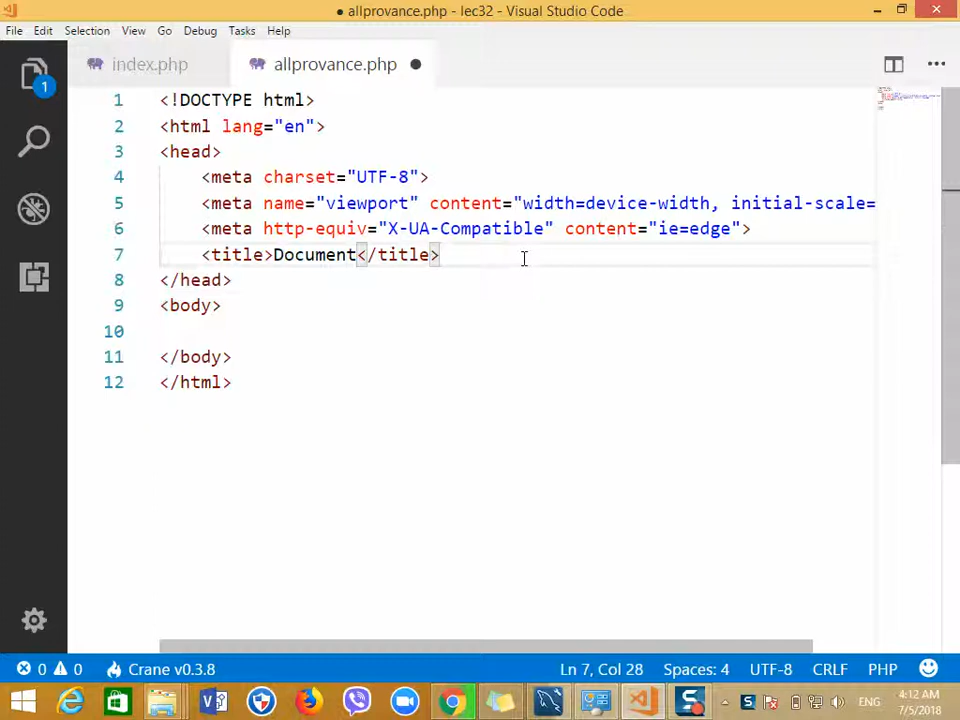 ● allprovance.php - lec32 - Visual Studio Code
File Edit Selection View Go Debug Tasks Help
index.php allprovance.php ●
1 <!DOCTYPE html>
2 <html lang="en">
3 <head>
4 <meta charset="UTF-8">
5 <meta name="viewport" content="width=device-width, initial-scale=
6 <meta http-equiv="X-UA-Compatible" content="ie=edge">
7 <title>Document</title>
8 </head>
9 <body>
10
11 </body>
12 </html>
1
0 0 Crane v0.3.8 Ln 7, Col 28 Spaces: 4 UTF-8 CRLF PHP
ENG 4:12 AM
7/5/2018